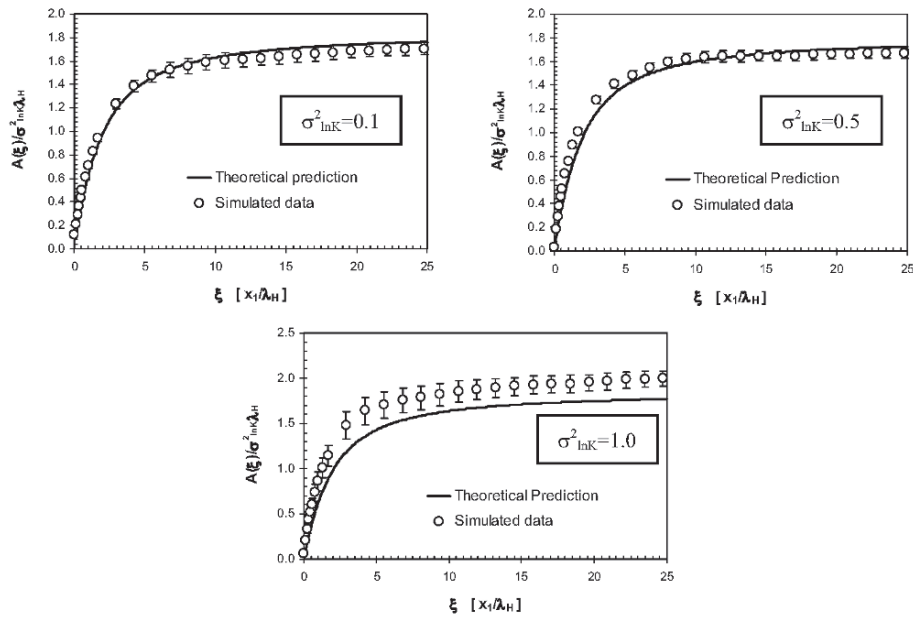 2.0
1.8
1.6
1.4
1.2
1.0
0.8
0.6
0.4
0.2
0.0
A(ξ)/σ²lnKλH
σ²lnK=0.1
Theoretical prediction
Simulated data
0 5 10 15 20 25
ξ [ x₁/λH]
2.0
1.8
1.6
1.4
1.2
1.0
0.8
0.6
0.4
0.2
0.0
A(ξ)/σ²lnKλH
σ²lnK=0.5
Theoretical Prediction
Simulated data
0 5 10 15 20 25
ξ [ x₁/λH]
2.5
2.0
1.5
1.0
0.5
0.0
A(ξ)/σ²lnKλH
σ²lnK=1.0
Theoretical Prediction
Simulated data
0 5 10 15 20 25
ξ [ x₁/λH]